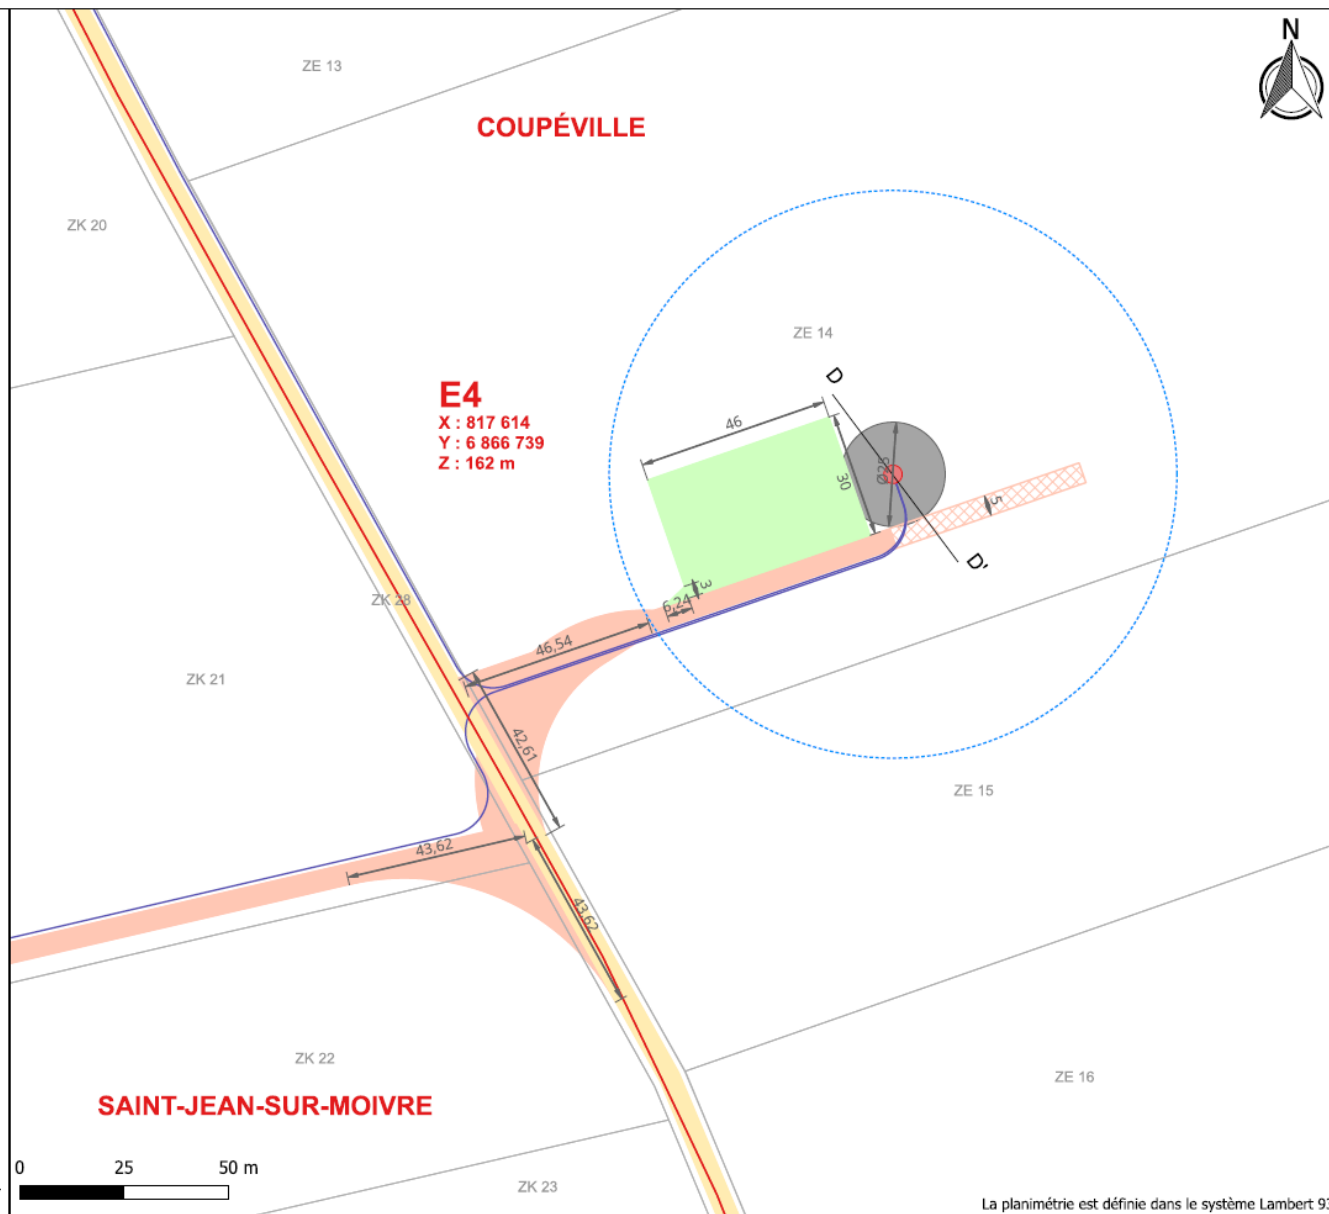 N
ZE 13
COUPÉVILLE
ZK 20
ZE 14
D
E4
X : 817 614
Y : 6 866 739
Z : 162 m
46
30
Ø25
5
D'
3
6,24
ZK 28
46,54
ZK 21
42,61
ZE 15
43,62
43,62
ZK 22
ZE 16
SAINT-JEAN-SUR-MOIVRE
0 25 50 m
ZK 23
La planimétrie est définie dans le système Lambert 93